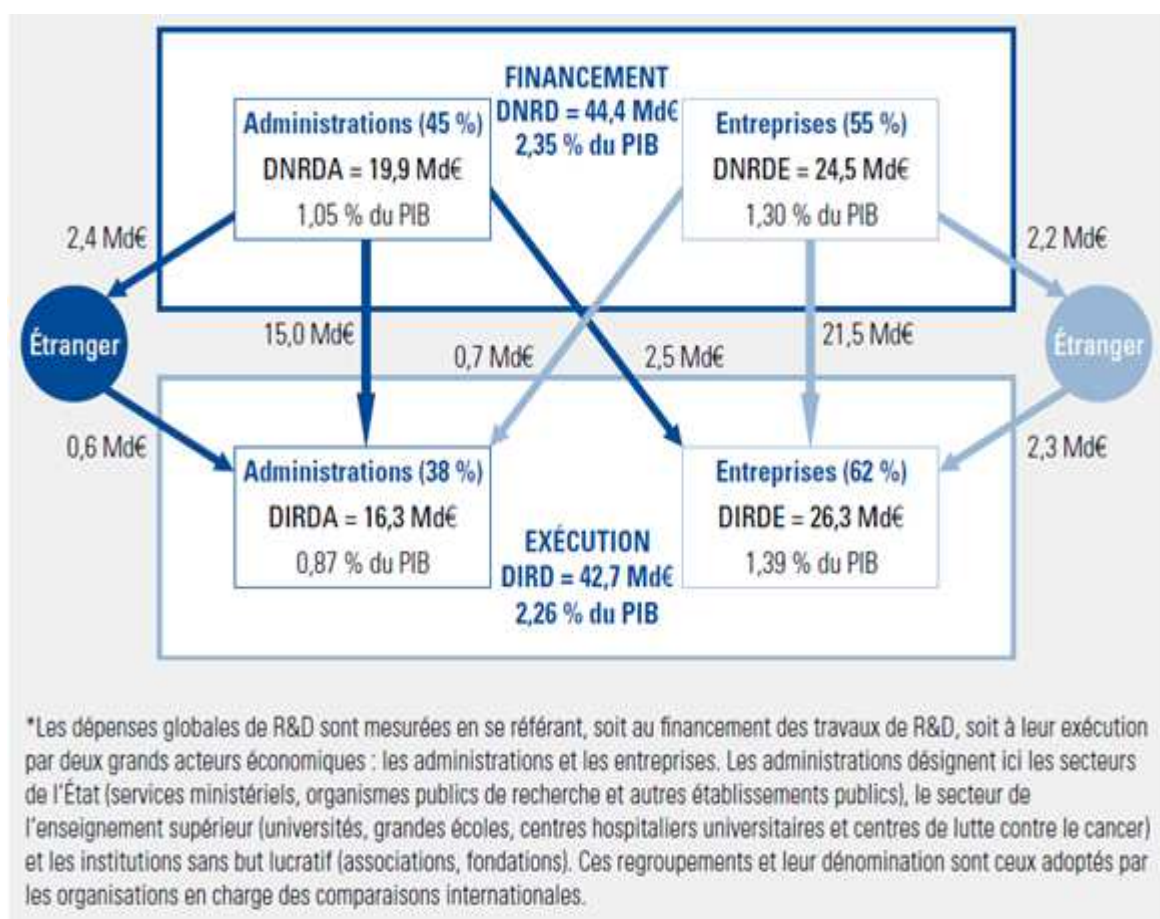 FINANCEMENT
DNRD = 44,4 Md€
2,35 % du PIB
Administrations (45 %)
DNRDA = 19,9 Md€
1,05 % du PIB
Entreprises (55 %)
DNRDE = 24,5 Md€
1,30 % du PIB
2,4 Md€
2,2 Md€
Étranger
15,0 Md€
0,7 Md€
2,5 Md€
21,5 Md€
Étranger
0,6 Md€
2,3 Md€
Administrations (38 %)
DIRDA = 16,3 Md€
0,87 % du PIB
Entreprises (62 %)
DIRDE = 26,3 Md€
1,39 % du PIB
EXÉCUTION
DIRD = 42,7 Md€
2,26 % du PIB
*Les dépenses globales de R&D sont mesurées en se référant, soit au financement des travaux de R&D, soit à leur exécution
par deux grands acteurs économiques : les administrations et les entreprises. Les administrations désignent ici les secteurs
de l'État (services ministériels, organismes publics de recherche et autres établissements publics), le secteur de
l'enseignement supérieur (universités, grandes écoles, centres hospitaliers universitaires et centres de lutte contre le cancer)
et les institutions sans but lucratif (associations, fondations). Ces regroupements et leur dénomination sont ceux adoptés par
les organisations en charge des comparaisons internationales.